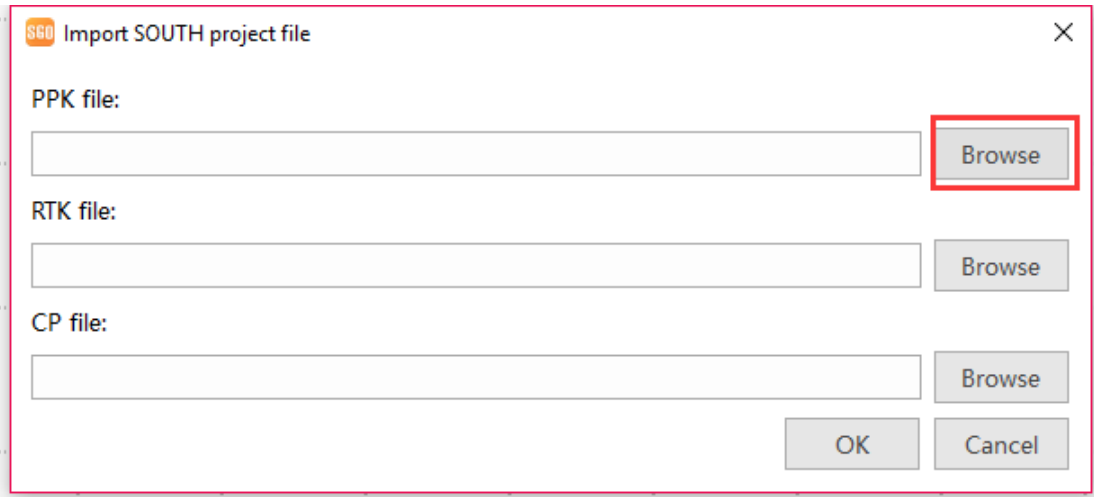 SGO Import SOUTH project file
PPK file:
Browse
RTK file:
Browse
CP file:
Browse
OK Cancel